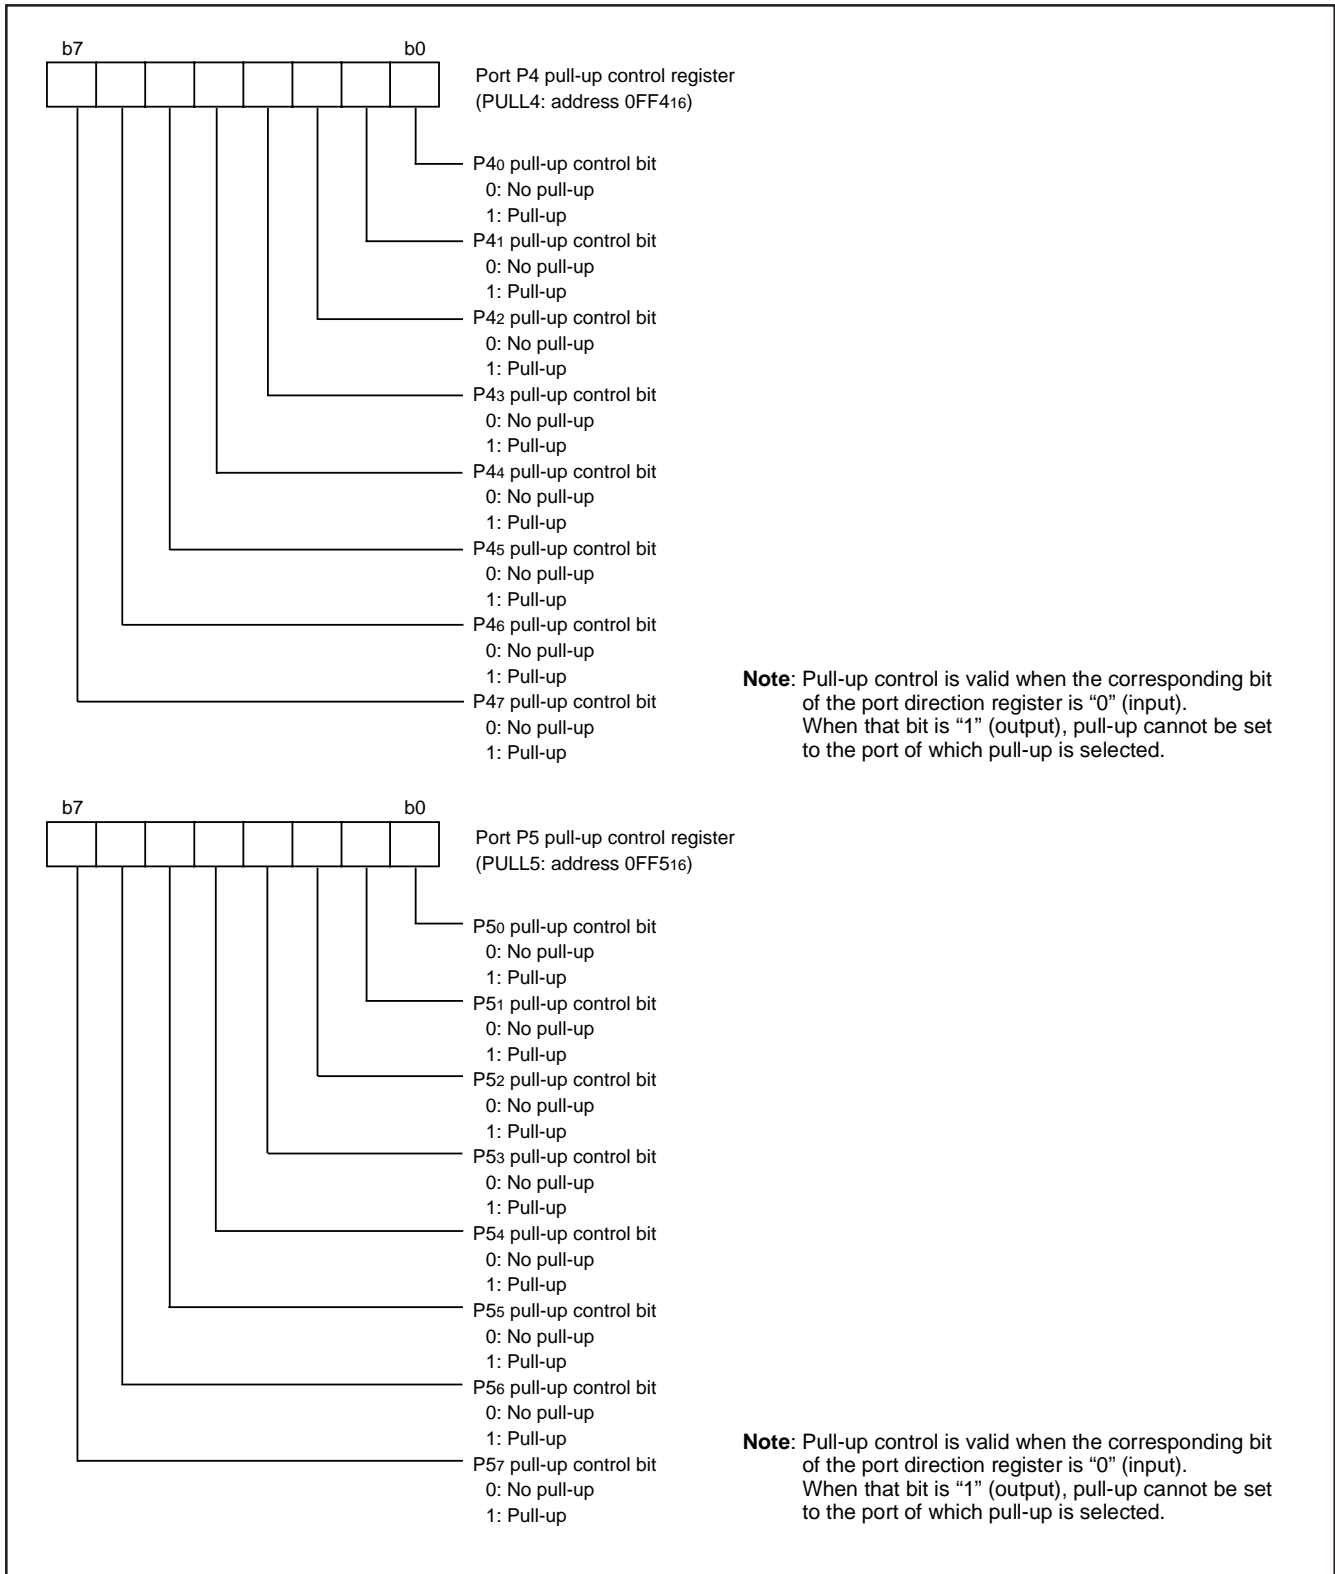 b7 b0
Port P4 pull-up control register
(PULL4: address 0FF416)
P40 pull-up control bit
0: No pull-up
1: Pull-up
P41 pull-up control bit
0: No pull-up
1: Pull-up
P42 pull-up control bit
0: No pull-up
1: Pull-up
P43 pull-up control bit
0: No pull-up
1: Pull-up
P44 pull-up control bit
0: No pull-up
1: Pull-up
P45 pull-up control bit
0: No pull-up
1: Pull-up
P46 pull-up control bit
0: No pull-up
1: Pull-up
P47 pull-up control bit
0: No pull-up
1: Pull-up
Note: Pull-up control is valid when the corresponding bit
of the port direction register is “0” (input).
When that bit is “1” (output), pull-up cannot be set
to the port of which pull-up is selected.
b7 b0
Port P5 pull-up control register
(PULL5: address 0FF516)
P50 pull-up control bit
0: No pull-up
1: Pull-up
P51 pull-up control bit
0: No pull-up
1: Pull-up
P52 pull-up control bit
0: No pull-up
1: Pull-up
P53 pull-up control bit
0: No pull-up
1: Pull-up
P54 pull-up control bit
0: No pull-up
1: Pull-up
P55 pull-up control bit
0: No pull-up
1: Pull-up
P56 pull-up control bit
0: No pull-up
1: Pull-up
P57 pull-up control bit
0: No pull-up
1: Pull-up
Note: Pull-up control is valid when the corresponding bit
of the port direction register is “0” (input).
When that bit is “1” (output), pull-up cannot be set
to the port of which pull-up is selected.